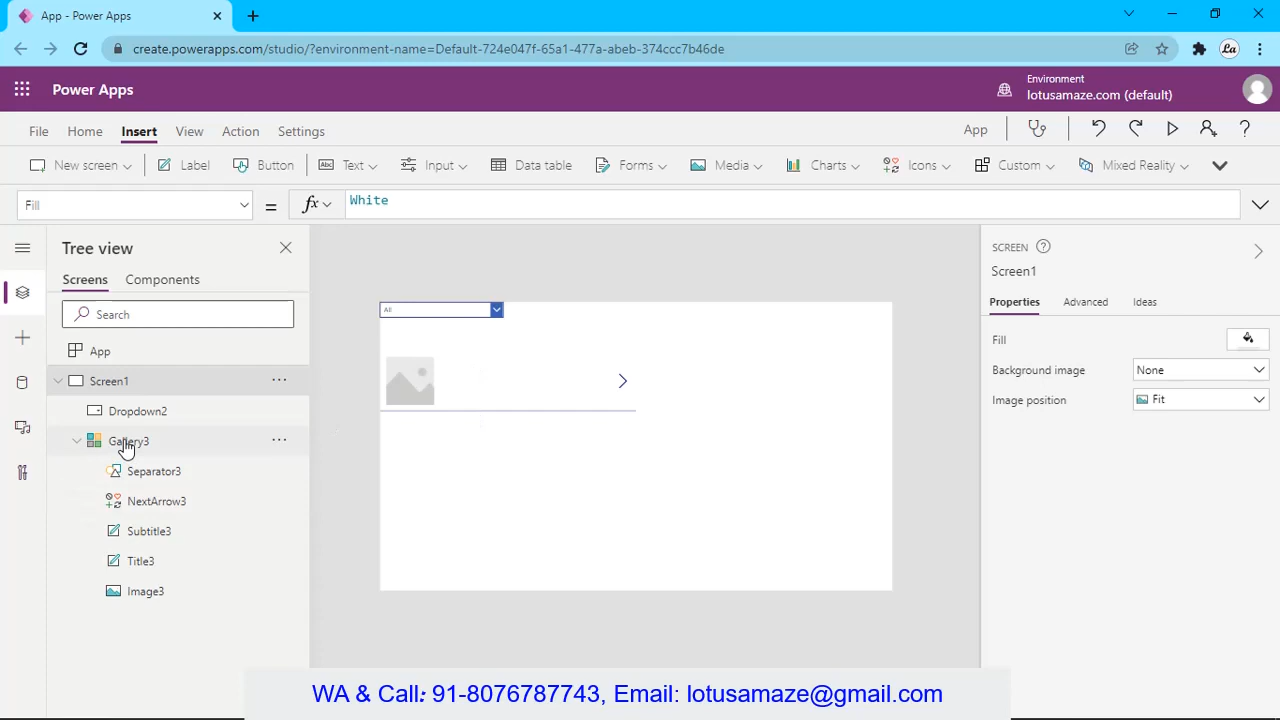 App - Power Apps
create.powerapps.com/studio/?environment-name=Default-724e047f-65a1-477a-abeb-374ccc7b46de
La
Power Apps
Environment
lotusamaze.com (default)
File Home Insert View Action Settings App
New screen Label Button Abc Text Input Data table Forms Media Charts Icons Custom Mixed Reality
Fill = fx White
Tree view
Screens Components
Search
App
Screen1
Dropdown2
Gallery3
Separator3
NextArrow3
Subtitle3
Title3
Image3
All
SCREEN
Screen1
Properties Advanced Ideas
Fill
Background image None
Image position Fit
WA & Call: 91-8076787743, Email: lotusamaze@gmail.com